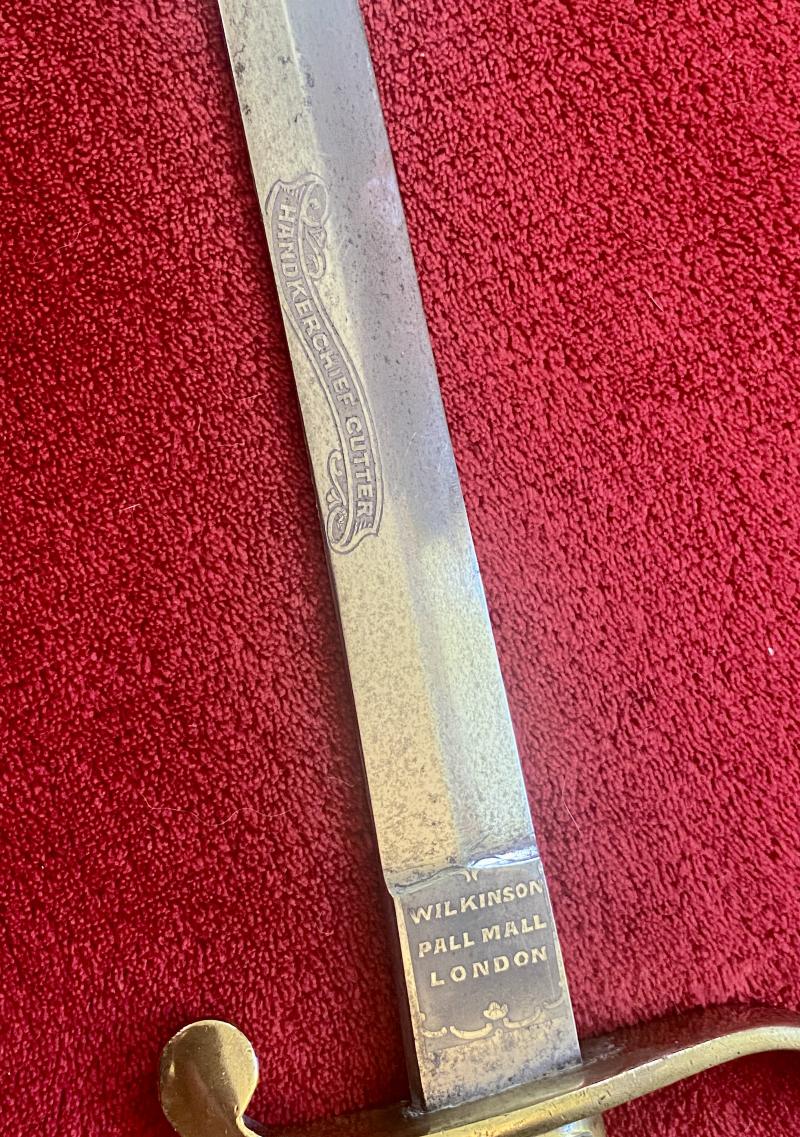 HANDKERCHIEF CUTTER
WILKINSON
PALL MALL
LONDON